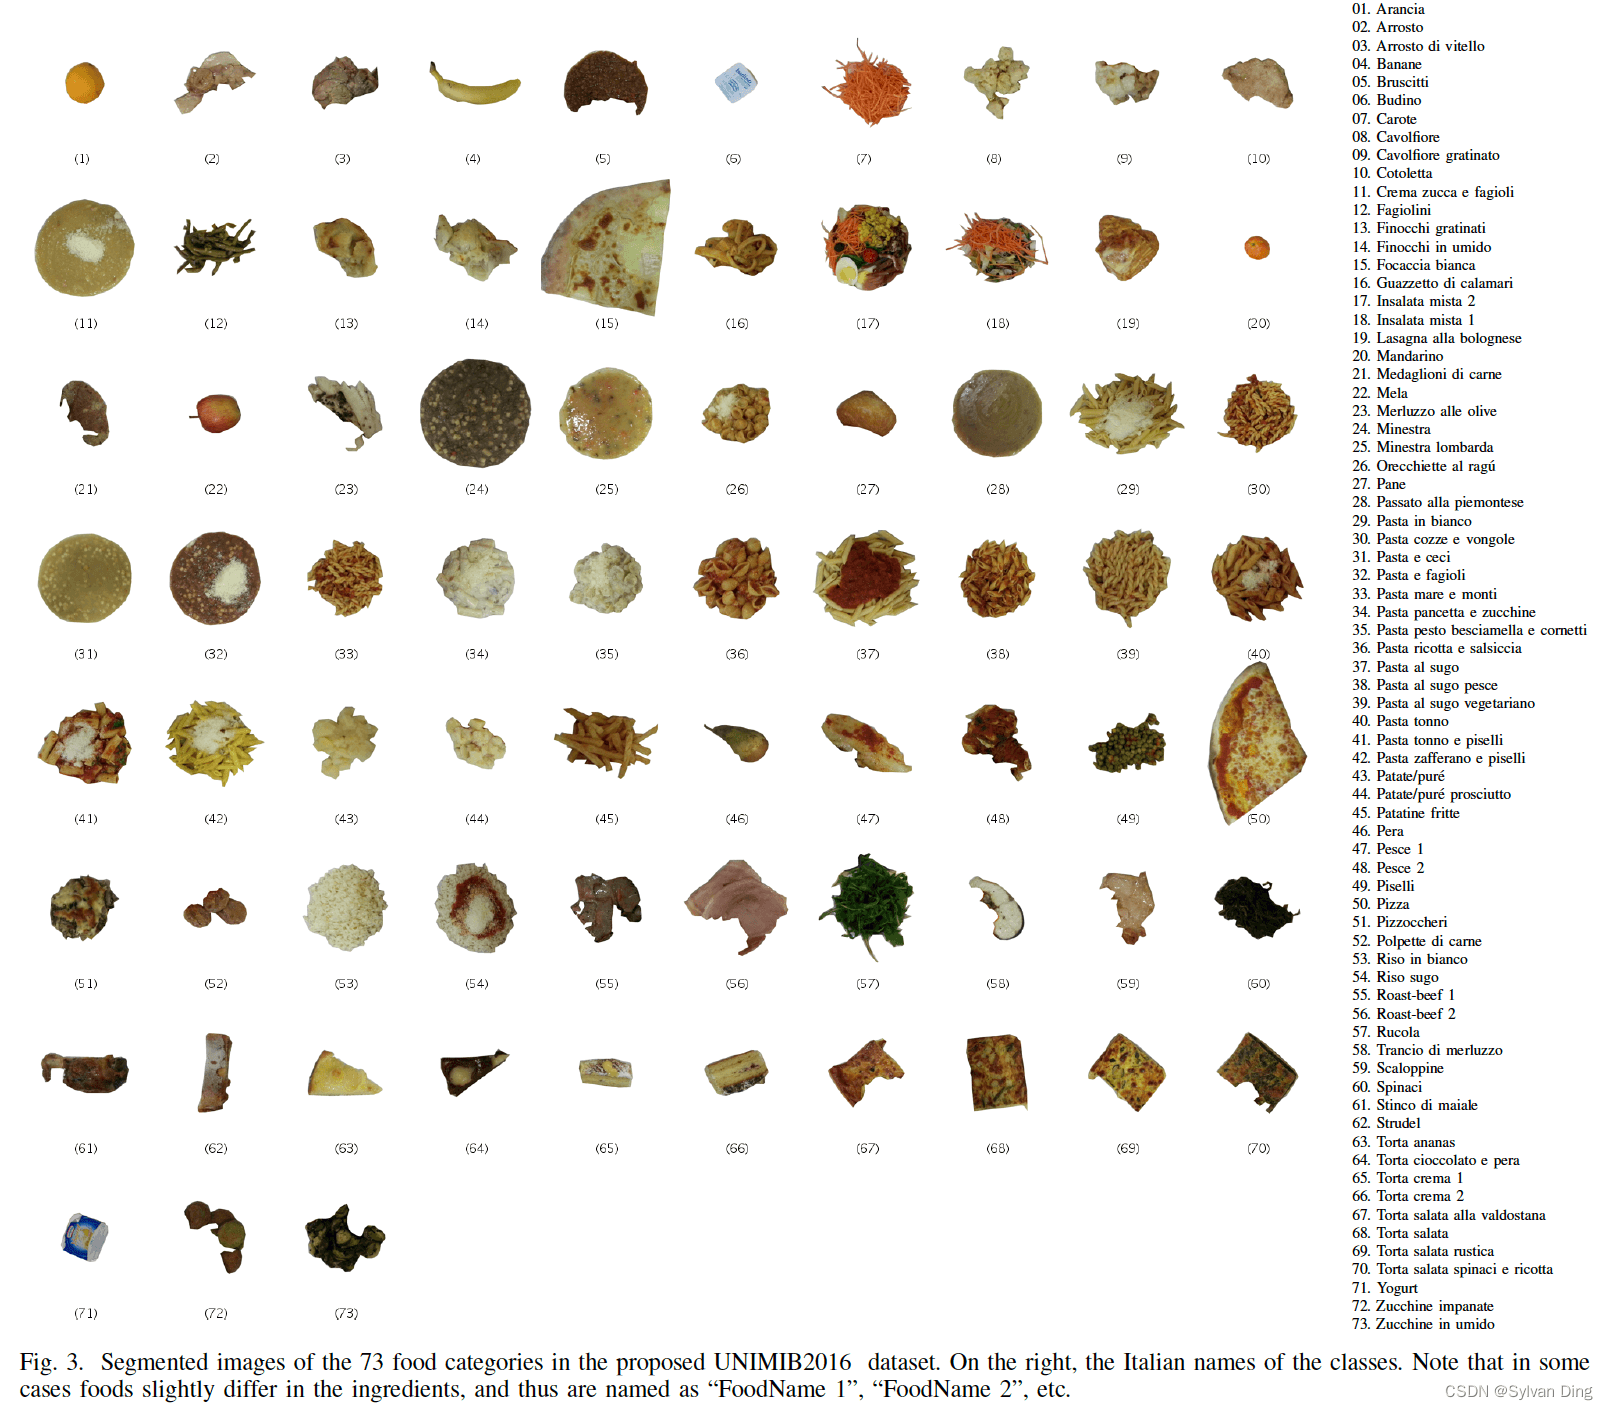 (1) (2) (3) (4) (5) (6) (7) (8) (9) (10)
(11) (12) (13) (14) (15) (16) (17) (18) (19) (20)
(21) (22) (23) (24) (25) (26) (27) (28) (29) (30)
(31) (32) (33) (34) (35) (36) (37) (38) (39) (40)
(41) (42) (43) (44) (45) (46) (47) (48) (49) (50)
(51) (52) (53) (54) (55) (56) (57) (58) (59) (60)
(61) (62) (63) (64) (65) (66) (67) (68) (69) (70)
(71) (72) (73)
01. Arancia
02. Arrosto
03. Arrosto di vitello
04. Banane
05. Bruscitti
06. Budino
07. Carote
08. Cavolfiore
09. Cavolfiore gratinato
10. Cotoletta
11. Crema zucca e fagioli
12. Fagiolini
13. Finocchi gratinati
14. Finocchi in umido
15. Focaccia bianca
16. Guazzetto di calamari
17. Insalata mista 2
18. Insalata mista 1
19. Lasagna alla bolognese
20. Mandarino
21. Medaglioni di carne
22. Mela
23. Merluzzo alle olive
24. Minestra
25. Minestra lombarda
26. Orecchiette al ragú
27. Pane
28. Passato alla piemontese
29. Pasta in bianco
30. Pasta cozze e vongole
31. Pasta e ceci
32. Pasta e fagioli
33. Pasta mare e monti
34. Pasta pancetta e zucchine
35. Pasta pesto besciamella e cornetti
36. Pasta ricotta e salsiccia
37. Pasta al sugo
38. Pasta al sugo pesce
39. Pasta al sugo vegetariano
40. Pasta tonno
41. Pasta tonno e piselli
42. Pasta zafferano e piselli
43. Patate/puré
44. Patate/puré prosciutto
45. Patatine fritte
46. Pera
47. Pesce 1
48. Pesce 2
49. Piselli
50. Pizza
51. Pizzoccheri
52. Polpette di carne
53. Riso in bianco
54. Riso sugo
55. Roast-beef 1
56. Roast-beef 2
57. Rucola
58. Trancio di merluzzo
59. Scaloppine
60. Spinaci
61. Stinco di maiale
62. Strudel
63. Torta ananas
64. Torta cioccolato e pera
65. Torta crema 1
66. Torta crema 2
67. Torta salata alla valdostana
68. Torta salata
69. Torta salata rustica
70. Torta salata spinaci e ricotta
71. Yogurt
72. Zucchine impanate
73. Zucchine in umido
Fig. 3. Segmented images of the 73 food categories in the proposed UNIMIB2016 dataset. On the right, the Italian names of the classes. Note that in some
cases foods slightly differ in the ingredients, and thus are named as “FoodName 1”, “FoodName 2”, etc.
CSDN @Sylvan Ding